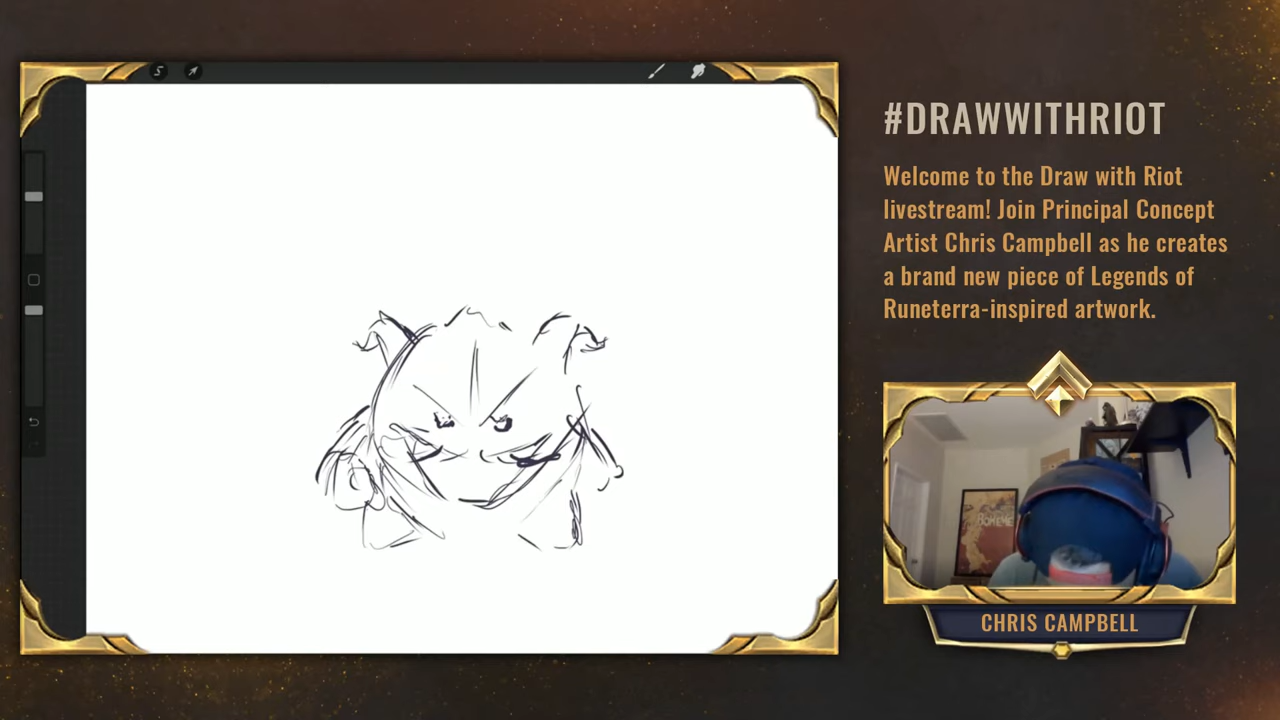 #DRAWWITHRIOT
Welcome to the Draw with Riot
livestream! Join Principal Concept
Artist Chris Campbell as he creates
a brand new piece of Legends of
Runeterra-inspired artwork.
CHRIS CAMPBELL